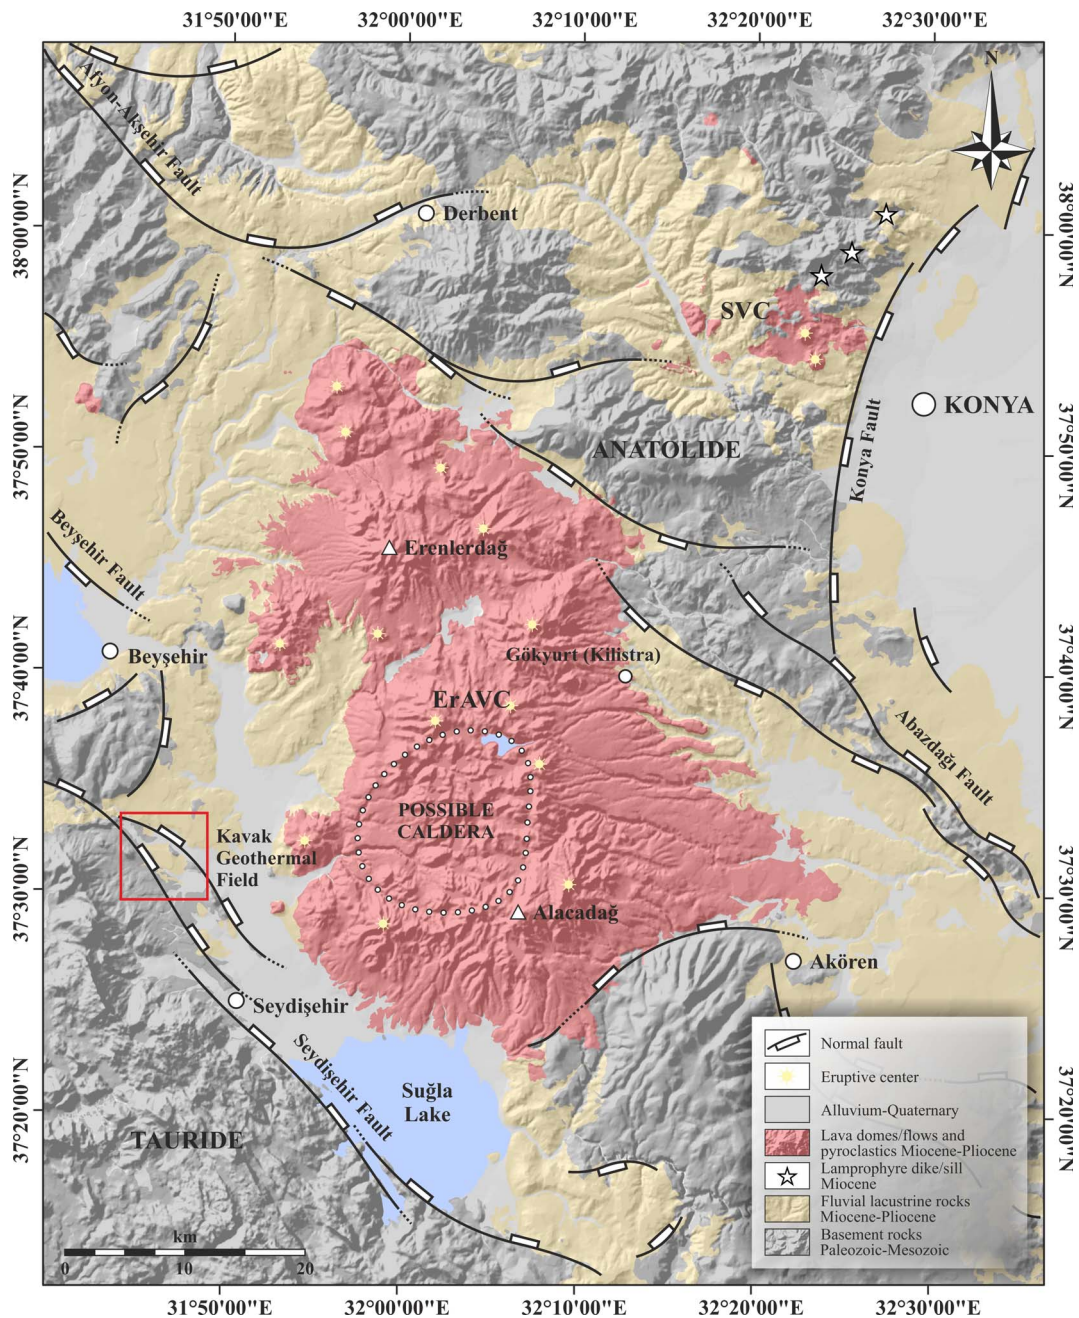 31°50'00"E
32°00'00"E
32°10'00"E
32°20'00"E
32°30'00"E
N
Afyon-Akşehir Fault
Derbent
38°00'00"N
38°00'00"N
SVC
KONYA
Konya Fault
ANATOLIDE
37°50'00"N
37°50'00"N
Erenlerdağ
Beyşehir Fault
Beyşehir
Gökyurt (Kilistra)
37°40'00"N
37°40'00"N
ErAVC
Abazdağı Fault
POSSIBLE
CALDERA
Kavak
Geothermal
Field
37°30'00"N
37°30'00"N
Alacadağ
Akören
Seydişehir
Seydişehir Fault
Suğla
Lake
TAURIDE
37°20'00"N
37°20'00"N
Normal fault
Eruptive center
Alluvium-Quaternary
Lava domes/flows and
pyroclastics Miocene-Pliocene
Lamprophyre dike/sill
Miocene
Fluvial lacustrine rocks
Miocene-Pliocene
Basement rocks
Paleozoic-Mesozoic
km
0 10 20
31°50'00"E
32°00'00"E
32°10'00"E
32°20'00"E
32°30'00"E